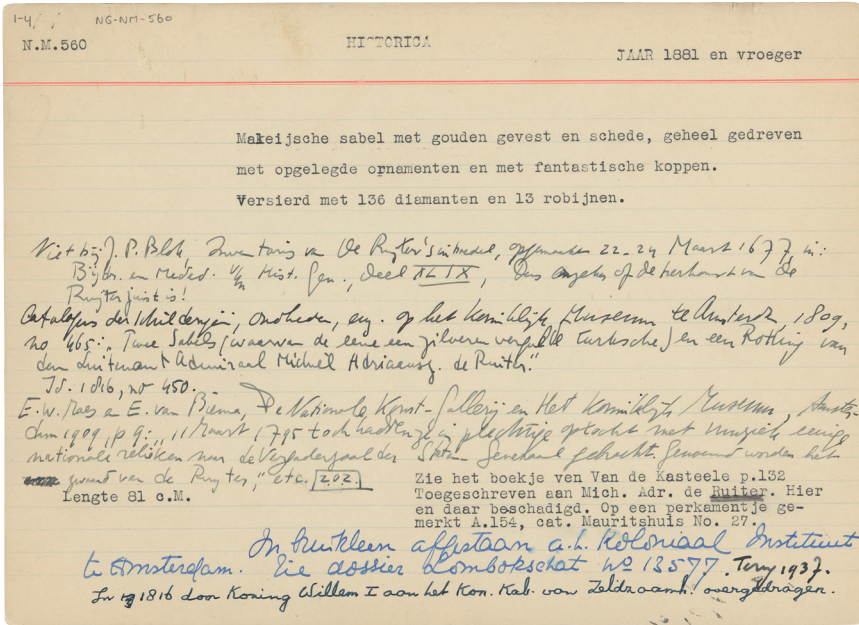 1-4 NG-NM-560
N.M.560 HISTORICA
JAAR 1881 en vroeger
Makeijsche sabel met gouden gevest en schede, geheel gedreven
met opgelegde ornamenten en met fantastische koppen.
Versierd met 136 diamanten en 13 robijnen.
Niet bij J. P. Blok, Inventaris van De Ruyter's inboedel, opgemaakt 22-24 Maart 1677 in:
Bijdr. en Meded. v/h Hist. Gen., deel XLIX, Dus of de herkomst van de
Ruyter juist is!
Catalogus der Schilderijen, oudheden, enz. op het Koninklijk Museum te Amsterdam, 1809,
no 465: "Twee Sabels (waarvan de eene een zilveren vergulde turksche) en een Rotting van
den Luitenant Admiraal Michiel Adriaansz. de Ruiter."
Id. 1816, no 450.
E. W. Moes en E. van Biema, De Nationale Konst-Gallerij en Het Koninklijk Museum, Amster-
dam 1909, p 9: "11 Maart 1795 toch hadden in plechtige optocht met muziek eenige
nationale relieken naar de Vergaderzaal der Staten-Generaal gebracht. Genoemd worden het
zwaard van de Ruyter", etc. 202.
Lengte 81 c.M.
Zie het boekje ven Van de Kasteele p.132
Toegeschreven aan Mich. Adr. de Ruiter. Hier
en daar beschadigd. Op een perkamentje ge-
merkt A.154, cat. Mauritshuis No. 27.
In bruikleen afgestaan a.h. Koloniaal Instituut
te Amsterdam. Zie dossier Lombokschat No 13577. Terug 1937.
In 1816 door Koning Willem I aan het Kon. Kab. van Zeldzaamh. overgedragen.